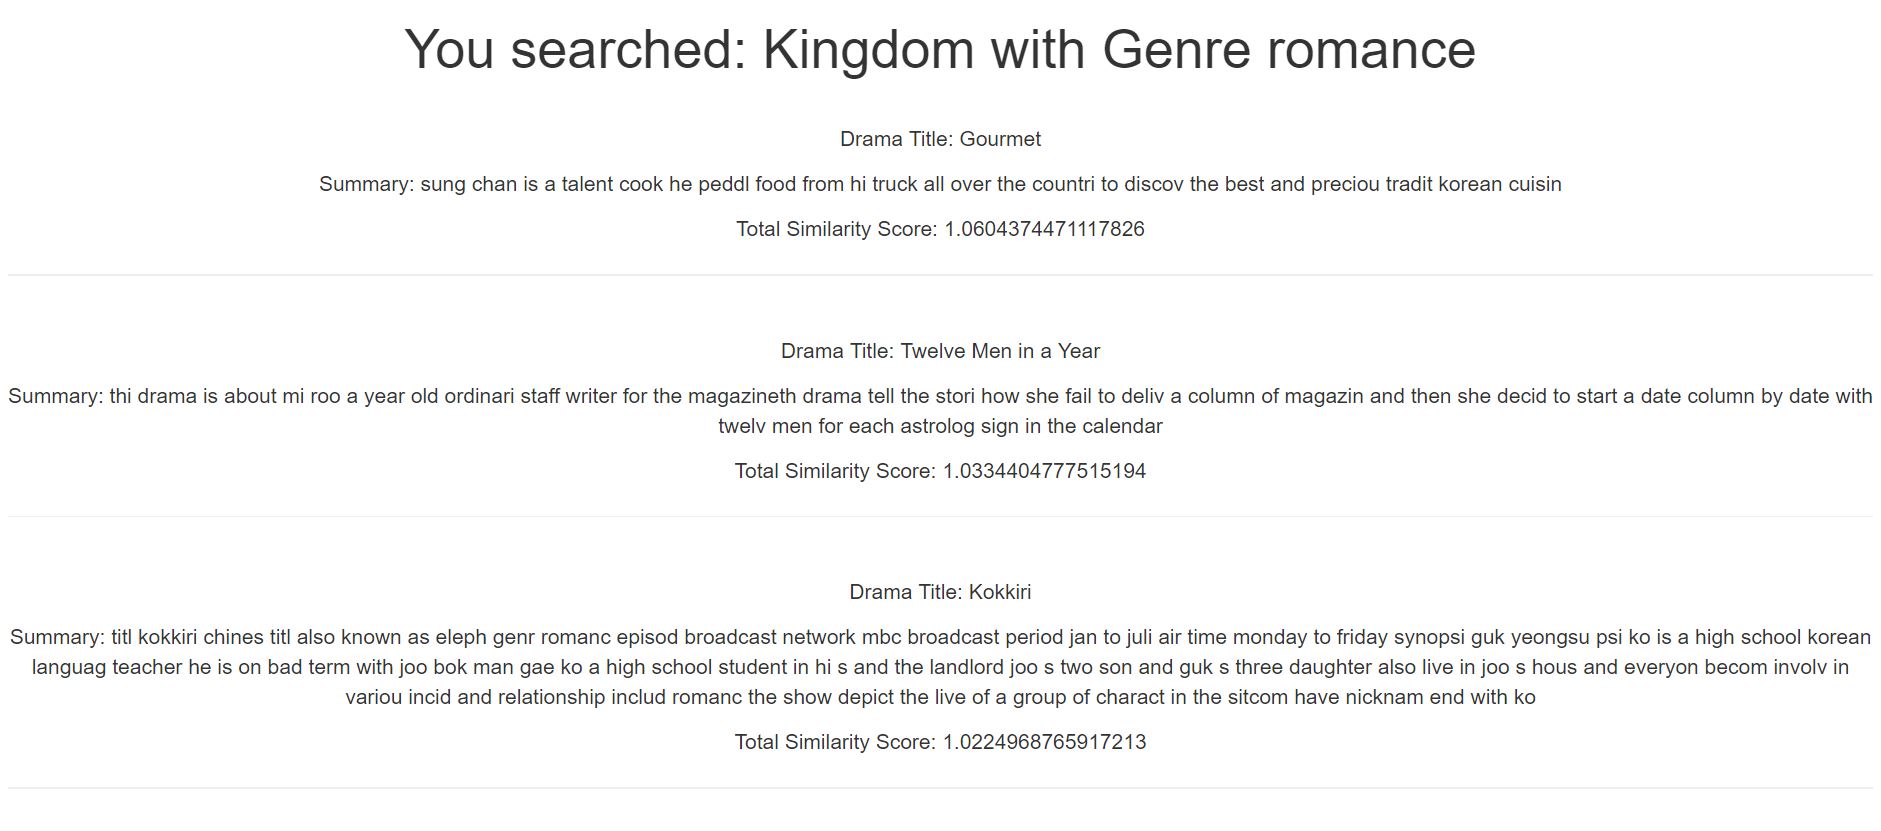 You searched: Kingdom with Genre romance
Drama Title: Gourmet
Summary: sung chan is a talent cook he peddl food from hi truck all over the countri to discov the best and preciou tradit korean cuisin
Total Similarity Score: 1.0604374471117826
Drama Title: Twelve Men in a Year
Summary: thi drama is about mi roo a year old ordinari staff writer for the magazineth drama tell the stori how she fail to deliv a column of magazin and then she decid to start a date column by date with
twelv men for each astrolog sign in the calendar
Total Similarity Score: 1.0334404777515194
Drama Title: Kokkiri
Summary: titl kokkiri chines titl also known as eleph genr romanc episod broadcast network mbc broadcast period jan to juli air time monday to friday synopsi guk yeongsu psi ko is a high school korean
languag teacher he is on bad term with joo bok man gae ko a high school student in hi s and the landlord joo s two son and guk s three daughter also live in joo s hous and everyon becom involv in
variou incid and relationship includ romanc the show depict the live of a group of charact in the sitcom have nicknam end with ko
Total Similarity Score: 1.0224968765917213